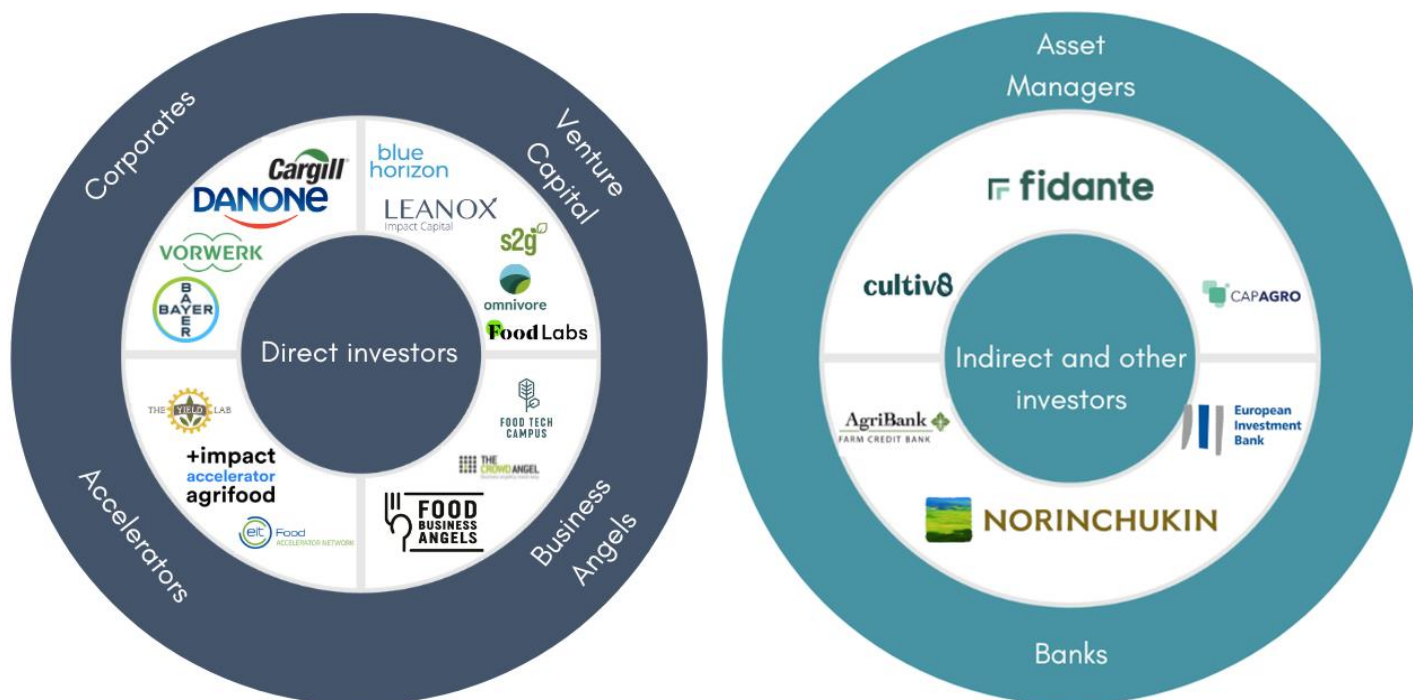 Corporates
Venture
Capital
Cargill
DANONE
VORWERK
BAYER
BAYER
blue
horizon
LEANOX
Impact Capital
s2g
omnivore
FoodLabs
Direct investors
THE YIELD LAB
+impact
accelerator
agrifood
eit Food
ACCELERATOR NETWORK
FOOD TECH
CAMPUS
THE
CROWD ANGEL
FOOD
BUSINESS
ANGELS
Accelerators
Business
Angels
Asset
Managers
fidante
cultiv8
CAPAGRO
Indirect and other
investors
AgriBank
FARM CREDIT BANK
European
Investment
Bank
NORINCHUKIN
Banks